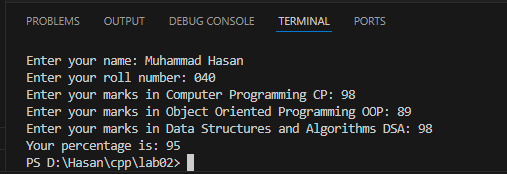 PROBLEMS OUTPUT DEBUG CONSOLE TERMINAL PORTS
Enter your name: Muhammad Hasan
Enter your roll number: 040
Enter your marks in Computer Programming CP: 98
Enter your marks in Object Oriented Programming OOP: 89
Enter your marks in Data Structures and Algorithms DSA: 98
Your percentage is: 95
PS D:\Hasan\cpp\lab02>